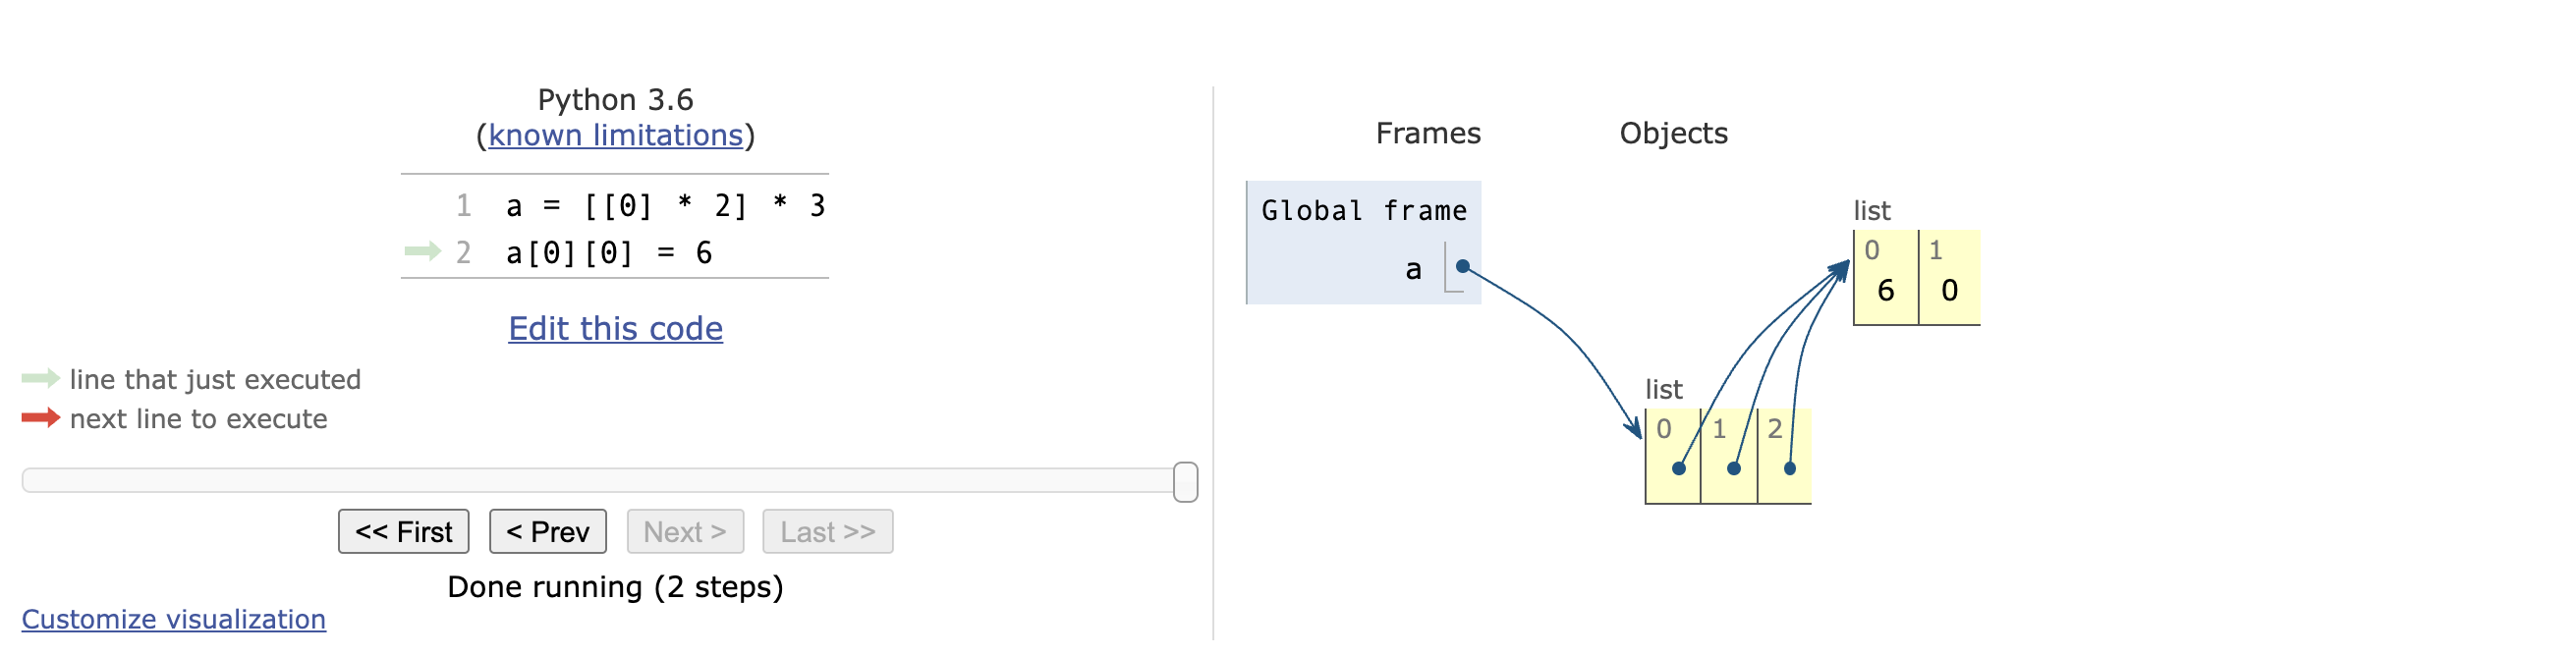 Python 3.6
(known limitations)
1 a = [[0] * 2] * 3
2 a[0][0] = 6
Edit this code
line that just executed
next line to execute
<< First < Prev Next > Last >>
Done running (2 steps)
Customize visualization
Frames Objects
Global frame
a
list
0 1
6 0
list
0 1 2